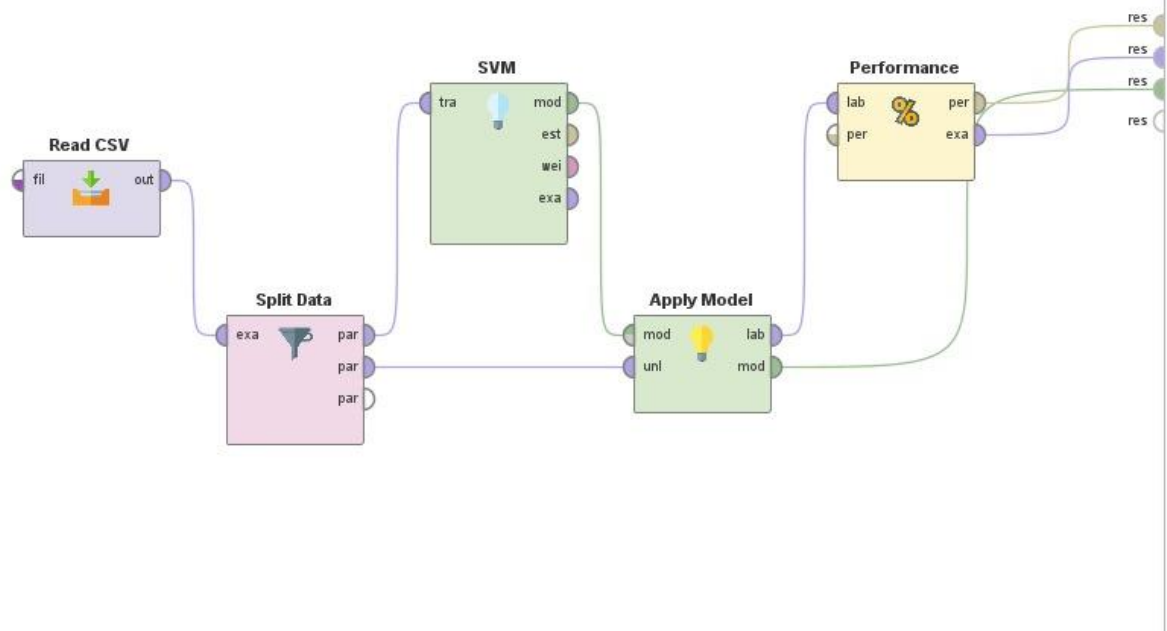 res
res
res
res
SVM
tra
mod
est
wei
exa
Performance
lab
per
per
exa
Read CSV
fil
out
Split Data
exa
par
par
par
Apply Model
mod
lab
unl
mod